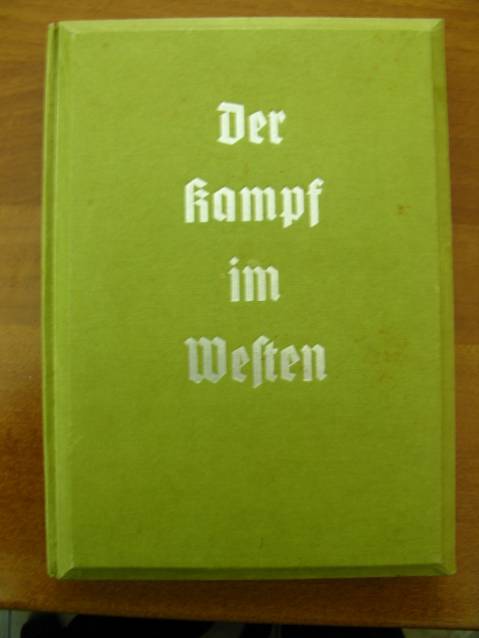 Der
Kampf
im
Weſten